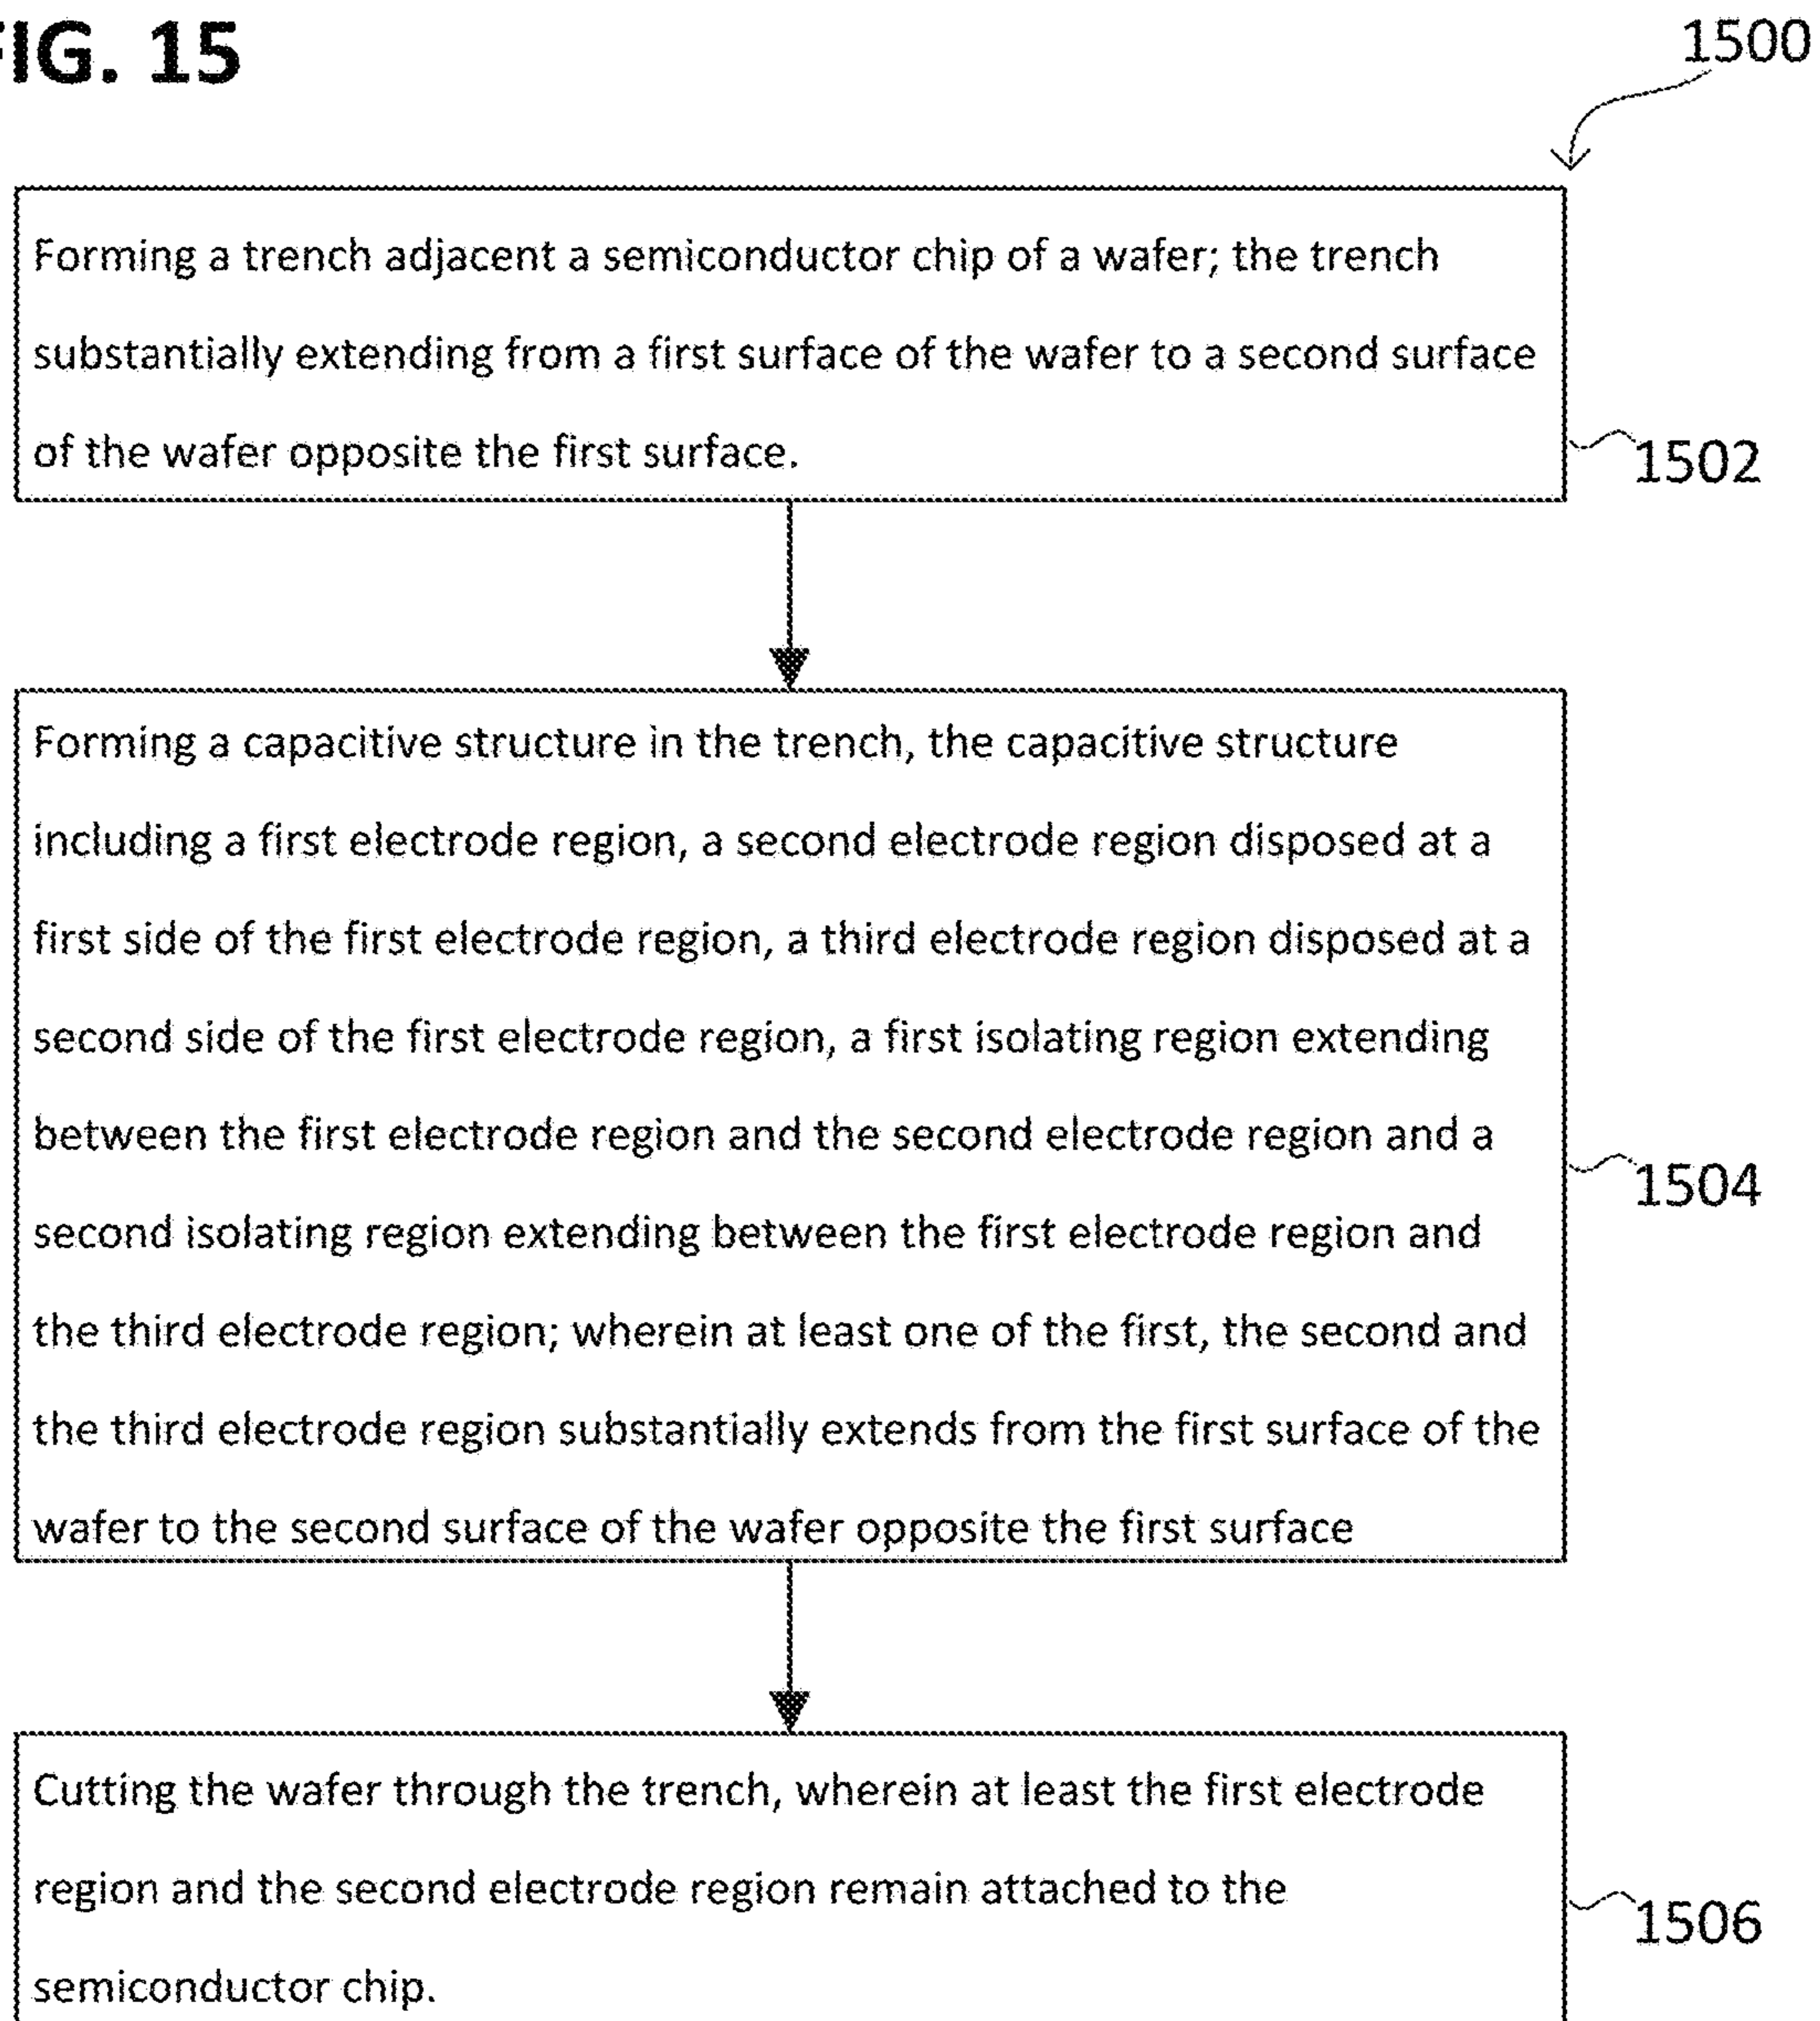 FIG. 15
1500
Forming a trench adjacent a semiconductor chip of a wafer; the trench
substantially extending from a first surface of the wafer to a second surface
of the wafer opposite the first surface.
1502
Forming a capacitive structure in the trench, the capacitive structure
including a first electrode region, a second electrode region disposed at a
first side of the first electrode region, a third electrode region disposed at a
second side of the first electrode region, a first isolating region extending
between the first electrode region and the second electrode region and a
second isolating region extending between the first electrode region and
the third electrode region; wherein at least one of the first, the second and
the third electrode region substantially extends from the first surface of the
wafer to the second surface of the wafer opposite the first surface
1504
Cutting the wafer through the trench, wherein at least the first electrode
region and the second electrode region remain attached to the
semiconductor chip.
1506